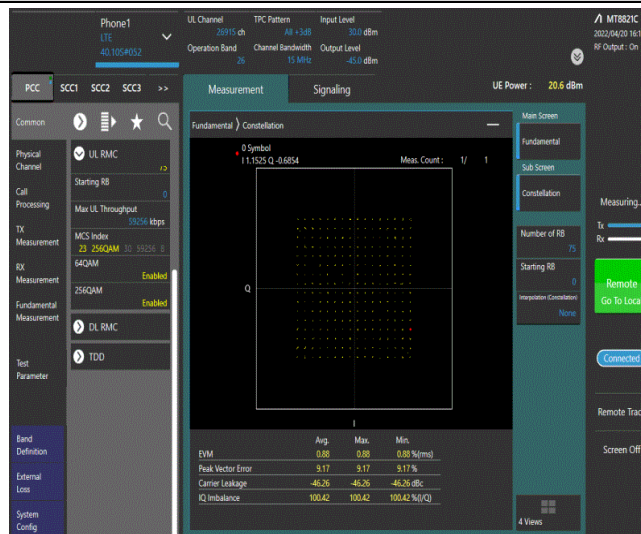 Phone1
LTE
40.10S#052
UL Channel
26915 ch
TPC Pattern
All +3dB
Input Level
30.0 dBm
Operation Band
26
Channel Bandwidth
15 MHz
Output Level
-45.0 dBm
MT8821C
2022/04/20 16:1
RF Output : On
PCC SCC1 SCC2 SCC3 >>
Measurement
Signaling
UE Power : 20.6 dBm
Common
Physical
Channel
Call
Processing
TX
Measurement
RX
Measurement
Fundamental
Measurement
Test
Parameter
Band
Definition
External
Loss
System
Config
UL RMC
75
Starting RB
0
Max UL Throughput
59256 kbps
MCS Index
23 256QAM 30 59256 8
64QAM
Enabled
256QAM
Enabled
DL RMC
TDD
Fundamental > Constellation
0 Symbol
I 1.1525 Q -0.6854
Meas. Count : 1/ 1
Q
I
Avg. Max. Min.
EVM 0.88 0.88 0.88 %(rms)
Peak Vector Error 9.17 9.17 9.17 %
Carrier Leakage -46.26 -46.26 -46.26 dBc
IQ Imbalance 100.42 100.42 100.42 %(I/Q)
Main Screen
Fundamental
Sub Screen
Constellation
Number of RB
75
Starting RB
0
Interpolation (Constellation)
None
4 Views
Measuring..
Tx
Rx
Remote
Go To Loca
Connected
Remote Trac
Screen Off